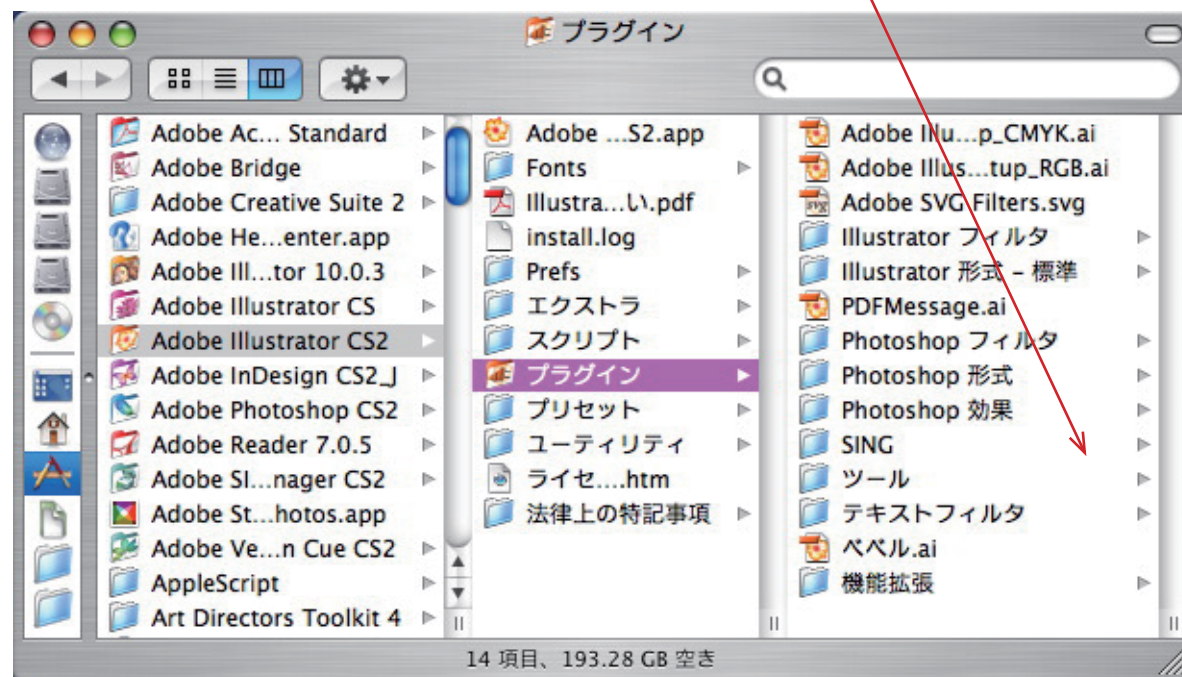 プラグイン
Adobe Ac... Standard
Adobe Bridge
Adobe Creative Suite 2
Adobe He...enter.app
Adobe Ill...tor 10.0.3
Adobe Illustrator CS
Adobe Illustrator CS2
Adobe InDesign CS2_J
Adobe Photoshop CS2
Adobe Reader 7.0.5
Adobe SI...nager CS2
Adobe St...hotos.app
Adobe Ve...n Cue CS2
AppleScript
Art Directors Toolkit 4
Adobe ...S2.app
Fonts
Illustra...い.pdf
install.log
Prefs
エクストラ
スクリプト
プラグイン
プリセット
ユーティリティ
ライセ....htm
法律上の特記事項
Adobe Illu...p_CMYK.ai
Adobe Illus...tup_RGB.ai
Adobe SVG Filters.svg
Illustrator フィルタ
Illustrator 形式 – 標準
PDFMessage.ai
Photoshop フィルタ
Photoshop 形式
Photoshop 効果
SING
ツール
テキストフィルタ
ベベル.ai
機能拡張
14 項目、193.28 GB 空き